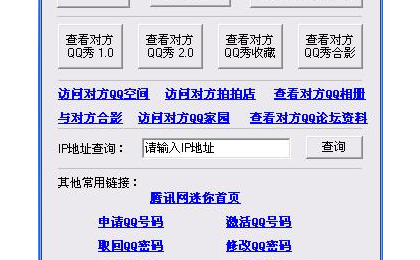 查看对方 查看对方 查看对方 查看对方
QQ秀 1.0 QQ秀 2.0 QQ秀收藏 QQ秀合影
访问对方QQ空间 访问对方拍拍店 查看对方QQ相册
与对方合影 访问对方QQ家园 查看对方QQ论坛资料
IP地址查询： 请输入IP地址 查询
其他常用链接：
腾讯网迷你首页
申请QQ号码 激活QQ号码
取回QQ密码 修改QQ密码